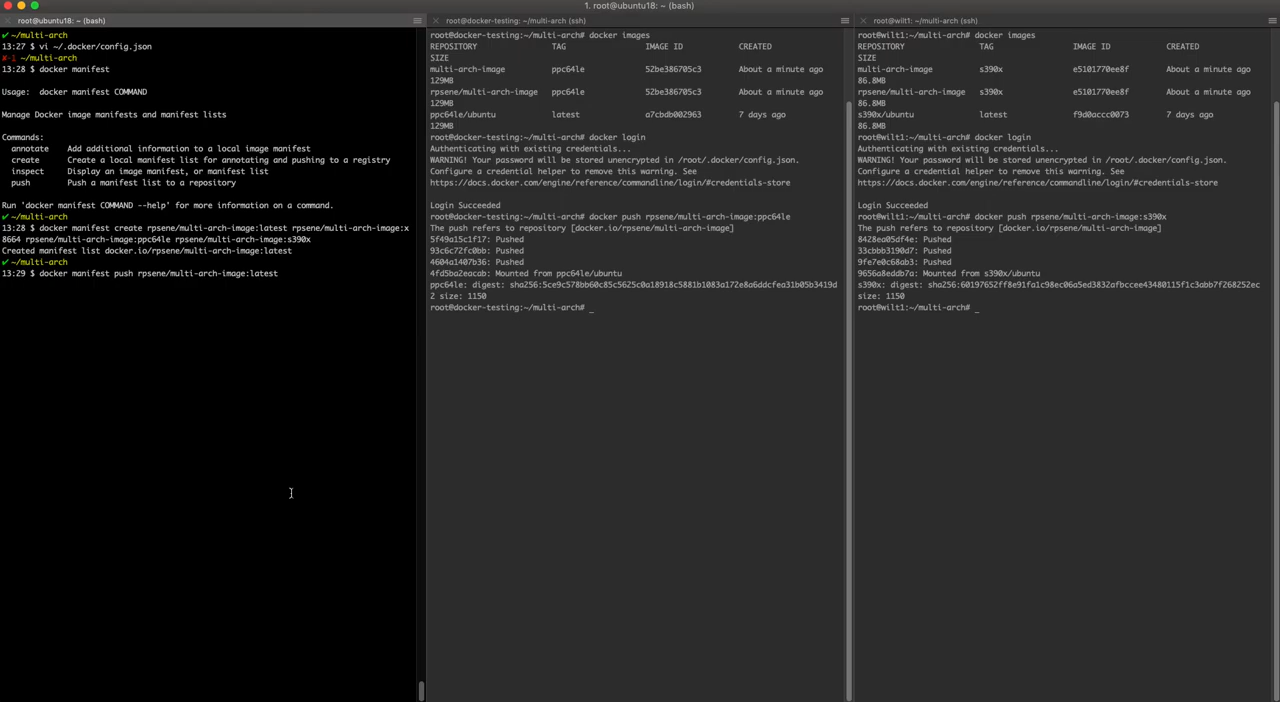 1. root@ubuntu18: ~ (bash)
root@ubuntu18: ~ (bash)
✔ ~/multi-arch
13:27 $ vi ~/.docker/config.json
✘-1 ~/multi-arch
13:28 $ docker manifest
Usage:  docker manifest COMMAND
Manage Docker image manifests and manifest lists
Commands:
annotate    Add additional information to a local image manifest
create      Create a local manifest list for annotating and pushing to a registry
inspect     Display an image manifest, or manifest list
push        Push a manifest list to a repository
Run 'docker manifest COMMAND --help' for more information on a command.
✔ ~/multi-arch
13:28 $ docker manifest create rpsene/multi-arch-image:latest rpsene/multi-arch-image:x
8664 rpsene/multi-arch-image:ppc64le rpsene/multi-arch-image:s390x
Created manifest list docker.io/rpsene/multi-arch-image:latest
✔ ~/multi-arch
13:29 $ docker manifest push rpsene/multi-arch-image:latest
root@docker-testing: ~/multi-arch (ssh)
root@docker-testing:~/multi-arch# docker images
REPOSITORY TAG IMAGE ID CREATED
SIZE
multi-arch-image ppc64le 52be386705c3 About a minute ago
129MB
rpsene/multi-arch-image ppc64le 52be386705c3 About a minute ago
129MB
ppc64le/ubuntu latest a7cbdb002963 7 days ago
129MB
root@docker-testing:~/multi-arch# docker login
Authenticating with existing credentials...
WARNING! Your password will be stored unencrypted in /root/.docker/config.json.
Configure a credential helper to remove this warning. See
https://docs.docker.com/engine/reference/commandline/login/#credentials-store
Login Succeeded
root@docker-testing:~/multi-arch# docker push rpsene/multi-arch-image:ppc64le
The push refers to repository [docker.io/rpsene/multi-arch-image]
5f49a15c1f17: Pushed
93c6c72fc0bb: Pushed
4604a1407b36: Pushed
4fd5ba2eacab: Mounted from ppc64le/ubuntu
ppc64le: digest: sha256:5ce9c578bb60c85c5625c0a18918c5881b1083a172e8a6ddcfea31b05b3419d
2 size: 1150
root@docker-testing:~/multi-arch# _
root@wilt1: ~/multi-arch (ssh)
root@wilt1:~/multi-arch# docker images
REPOSITORY TAG IMAGE ID CREATED
SIZE
multi-arch-image s390x e5101770ee8f About a minute ago
86.8MB
rpsene/multi-arch-image s390x e5101770ee8f About a minute ago
86.8MB
s390x/ubuntu latest f9d0accc0073 7 days ago
86.8MB
root@wilt1:~/multi-arch# docker login
Authenticating with existing credentials...
WARNING! Your password will be stored unencrypted in /root/.docker/config.json.
Configure a credential helper to remove this warning. See
https://docs.docker.com/engine/reference/commandline/login/#credentials-store
Login Succeeded
root@wilt1:~/multi-arch# docker push rpsene/multi-arch-image:s390x
The push refers to repository [docker.io/rpsene/multi-arch-image]
8428ea05df4e: Pushed
33cbbb3190d7: Pushed
9fe7e0c68ab3: Pushed
9656a8eddb7a: Mounted from s390x/ubuntu
s390x: digest: sha256:60197652ff8e91fa1c98ec06a5ed3832afbccee43480115f1c3abb7f268252ec
size: 1150
root@wilt1:~/multi-arch# _